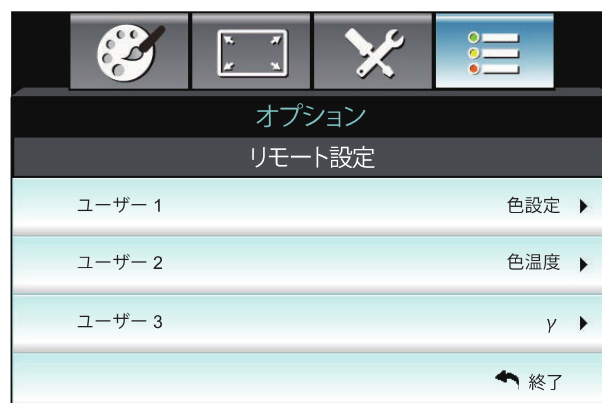 オプション
リモート設定
ユーザー 1 色設定
ユーザー 2 色温度
ユーザー 3 γ
終了